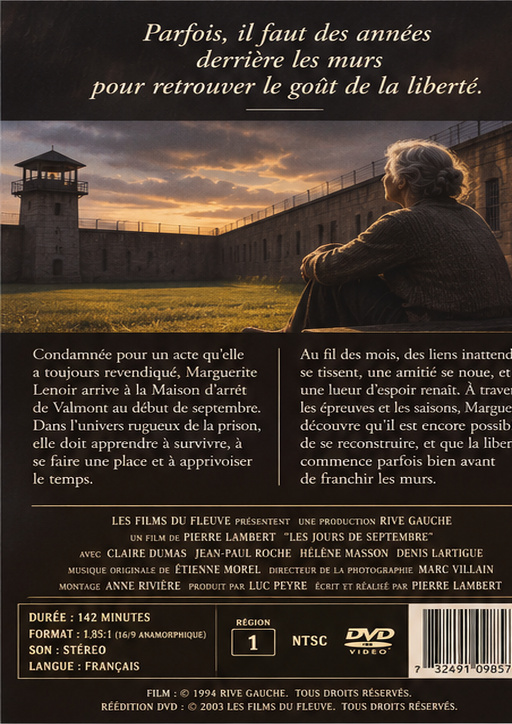 Parfois, il faut des années
derrière les murs
pour retrouver le goût de la liberté.
Condamnée pour un acte qu'elle
a toujours revendiqué, Marguerite
Lenoir arrive à la Maison d'arrêt
de Valmont au début de septembre.
Dans l'univers rugueux de la prison,
elle doit apprendre à survivre, à
se faire une place et à apprivoiser
le temps.
Au fil des mois, des liens inattend
se tissent, une amitié se noue, et
une lueur d'espoir renaît. À traver
les épreuves et les saisons, Margue
découvre qu'il est encore possib
de se reconstruire, et que la liber
commence parfois bien avant
de franchir les murs.
LES FILMS DU FLEUVE PRÉSENTENT UNE PRODUCTION RIVE GAUCHE
UN FILM DE PIERRE LAMBERT "LES JOURS DE SEPTEMBRE"
AVEC CLAIRE DUMAS JEAN-PAUL ROCHE HÉLÈNE MASSON DENIS LARTIGUE
MUSIQUE ORIGINALE DE ÉTIENNE MOREL DIRECTEUR DE LA PHOTOGRAPHIE MARC VILLAIN
MONTAGE ANNE RIVIÈRE PRODUIT PAR LUC PEYRE ÉCRIT ET RÉALISÉ PAR PIERRE LAMBERT
DURÉE : 142 MINUTES
FORMAT : 1,85:1 (16/9 ANAMORPHIQUE)
SON : STÉREO
LANGUE : FRANÇAIS
RÉGION
1
NTSC
DVD
VIDEO
7 32491 09857
FILM : © 1994 RIVE GAUCHE. TOUS DROITS RÉSERVÉS.
RÉÉDITION DVD : © 2003 LES FILMS DU FLEUVE. TOUS DROITS RÉSERVÉS.